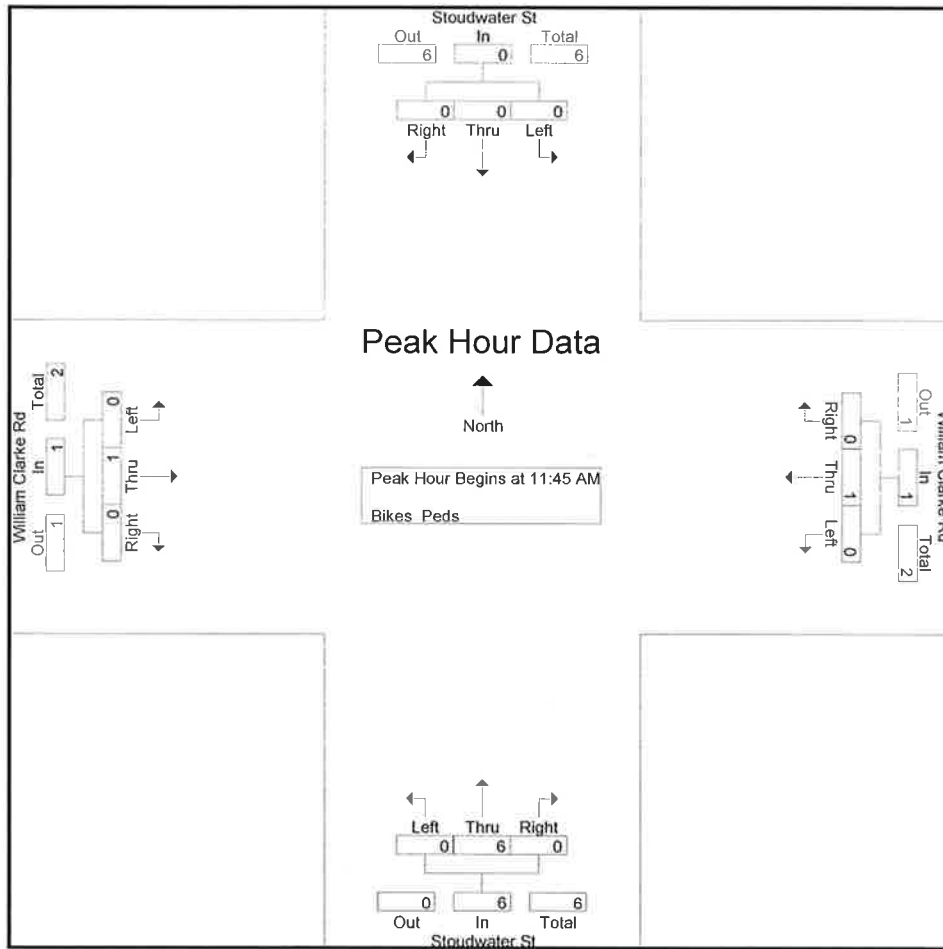 Stoudwater St
Out In Total
6 0 6
0 0 0
Right Thru Left
Peak Hour Data
North
Peak Hour Begins at 11:45 AM
Bikes Peds
William Clarke Rd
Out In Total
1 1 2
Left Thru Right
0 1 0
William Clarke Rd
Out In Total
1 1 2
Right Thru Left
0 1 0
Left Thru Right
0 6 0
0 6 6
Out In Total
Stoudwater St